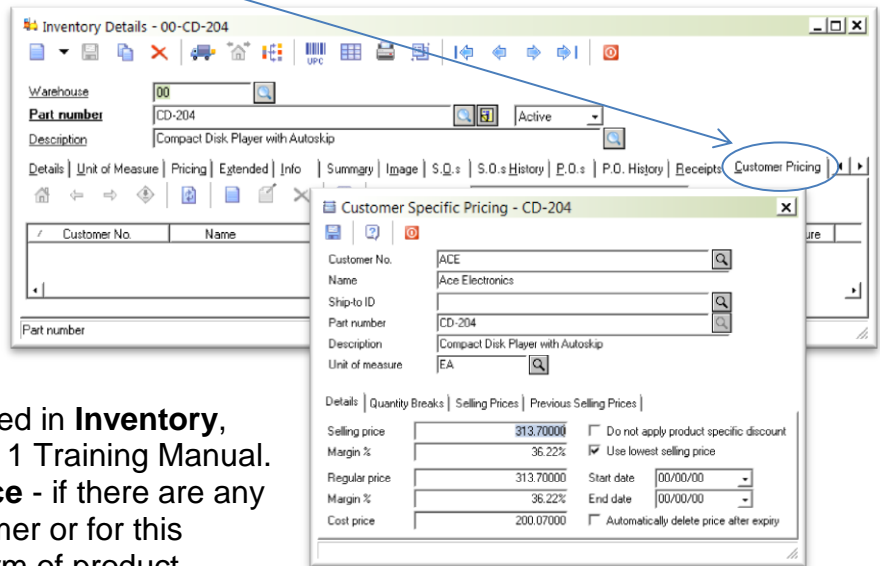 Inventory Details - 00-CD-204
UPC
Warehouse 00
Part number CD-204 Active
Description Compact Disk Player with Autoskip
Details Unit of Measure Pricing Extended Info Summary Image S.O.s S.O.s History P.O.s P.O. History Receipts Customer Pricing
/ Customer No. Name ure
Part number
Customer Specific Pricing - CD-204
Customer No. ACE
Name Ace Electronics
Ship-to ID
Part number CD-204
Description Compact Disk Player with Autoskip
Unit of measure EA
Details Quantity Breaks Selling Prices Previous Selling Prices
Selling price 313.70000 Do not apply product specific discount
Margin % 36.22% Use lowest selling price
Regular price 313.70000 Start date 00/00/00
Margin % 36.22% End date 00/00/00
Cost price 200.07000 Automatically delete price after expiry
ed in Inventory,
1 Training Manual.
ce - if there are any
mer or for this
rm of product